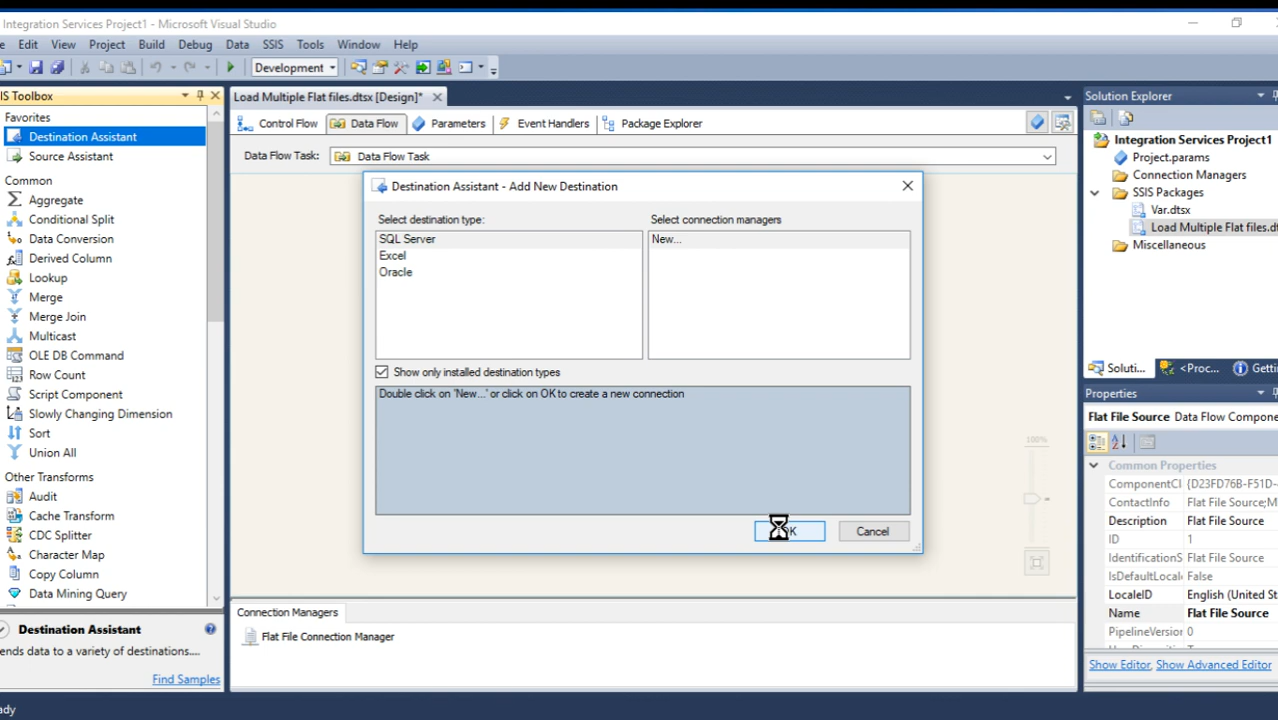 Integration Services Project1 - Microsoft Visual Studio
e Edit View Project Build Debug Data SSIS Tools Window Help
Development
IS Toolbox
Favorites
Destination Assistant
Source Assistant
Common
Aggregate
Conditional Split
Data Conversion
Derived Column
Lookup
Merge
Merge Join
Multicast
OLE DB Command
Row Count
Script Component
Slowly Changing Dimension
Sort
Union All
Other Transforms
Audit
Cache Transform
CDC Splitter
Character Map
Copy Column
Data Mining Query
Destination Assistant
ends data to a variety of destinations....
Find Samples
ady
Load Multiple Flat files.dtsx [Design]*
Control Flow Data Flow Parameters Event Handlers Package Explorer
Data Flow Task: Data Flow Task
Destination Assistant - Add New Destination
Select destination type:
SQL Server
Excel
Oracle
Select connection managers
New...
Show only installed destination types
Double click on 'New...' or click on OK to create a new connection
OK Cancel
100%
Connection Managers
Flat File Connection Manager
Solution Explorer
Integration Services Project1
Project.params
Connection Managers
SSIS Packages
Var.dtsx
Load Multiple Flat files.dt
Miscellaneous
Soluti... <Proc... Getti
Properties
Flat File Source Data Flow Compone
Common Properties
ComponentCl {D23FD76B-F51D-
ContactInfo Flat File Source;M
Description Flat File Source
ID 1
IdentificationS Flat File Source
IsDefaultLocal False
LocaleID English (United St
Name Flat File Source
PipelineVersior 0
Show Editor, Show Advanced Editor